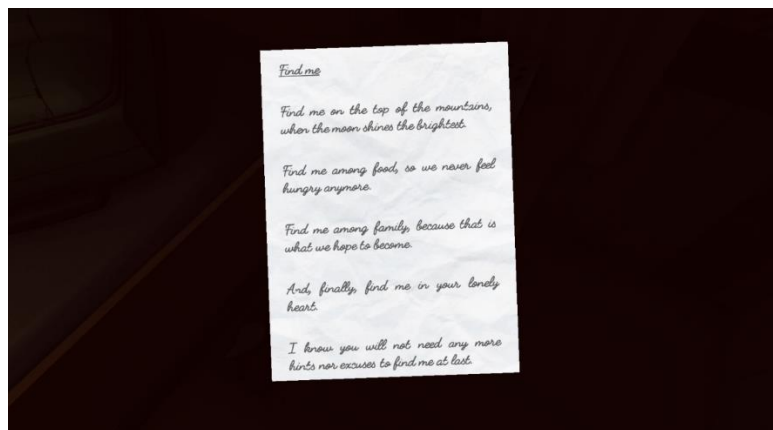 Find me
Find me on the top of the mountains,
when the moon shines the brightest.
Find me among food, so we never feel
hungry anymore.
Find me among family, because that is
what we hope to become.
And, finally, find me in your lonely
heart.
I know you will not need any more
hints nor excuses to find me at last.